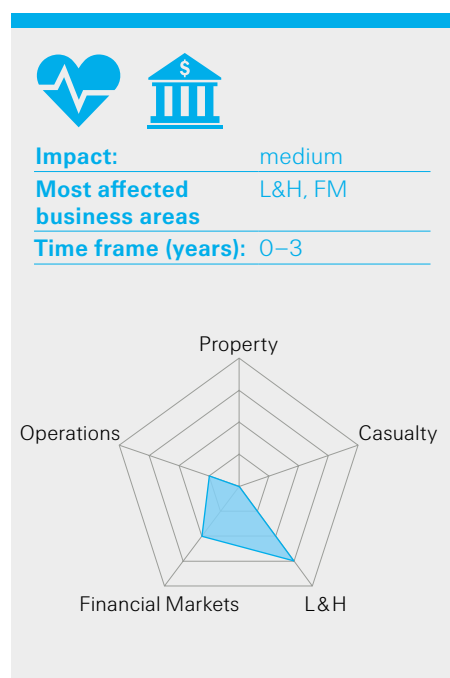 $
Impact: medium
Most affected L&H, FM
business areas
Time frame (years): 0–3
Property
Operations Casualty
Financial Markets L&H